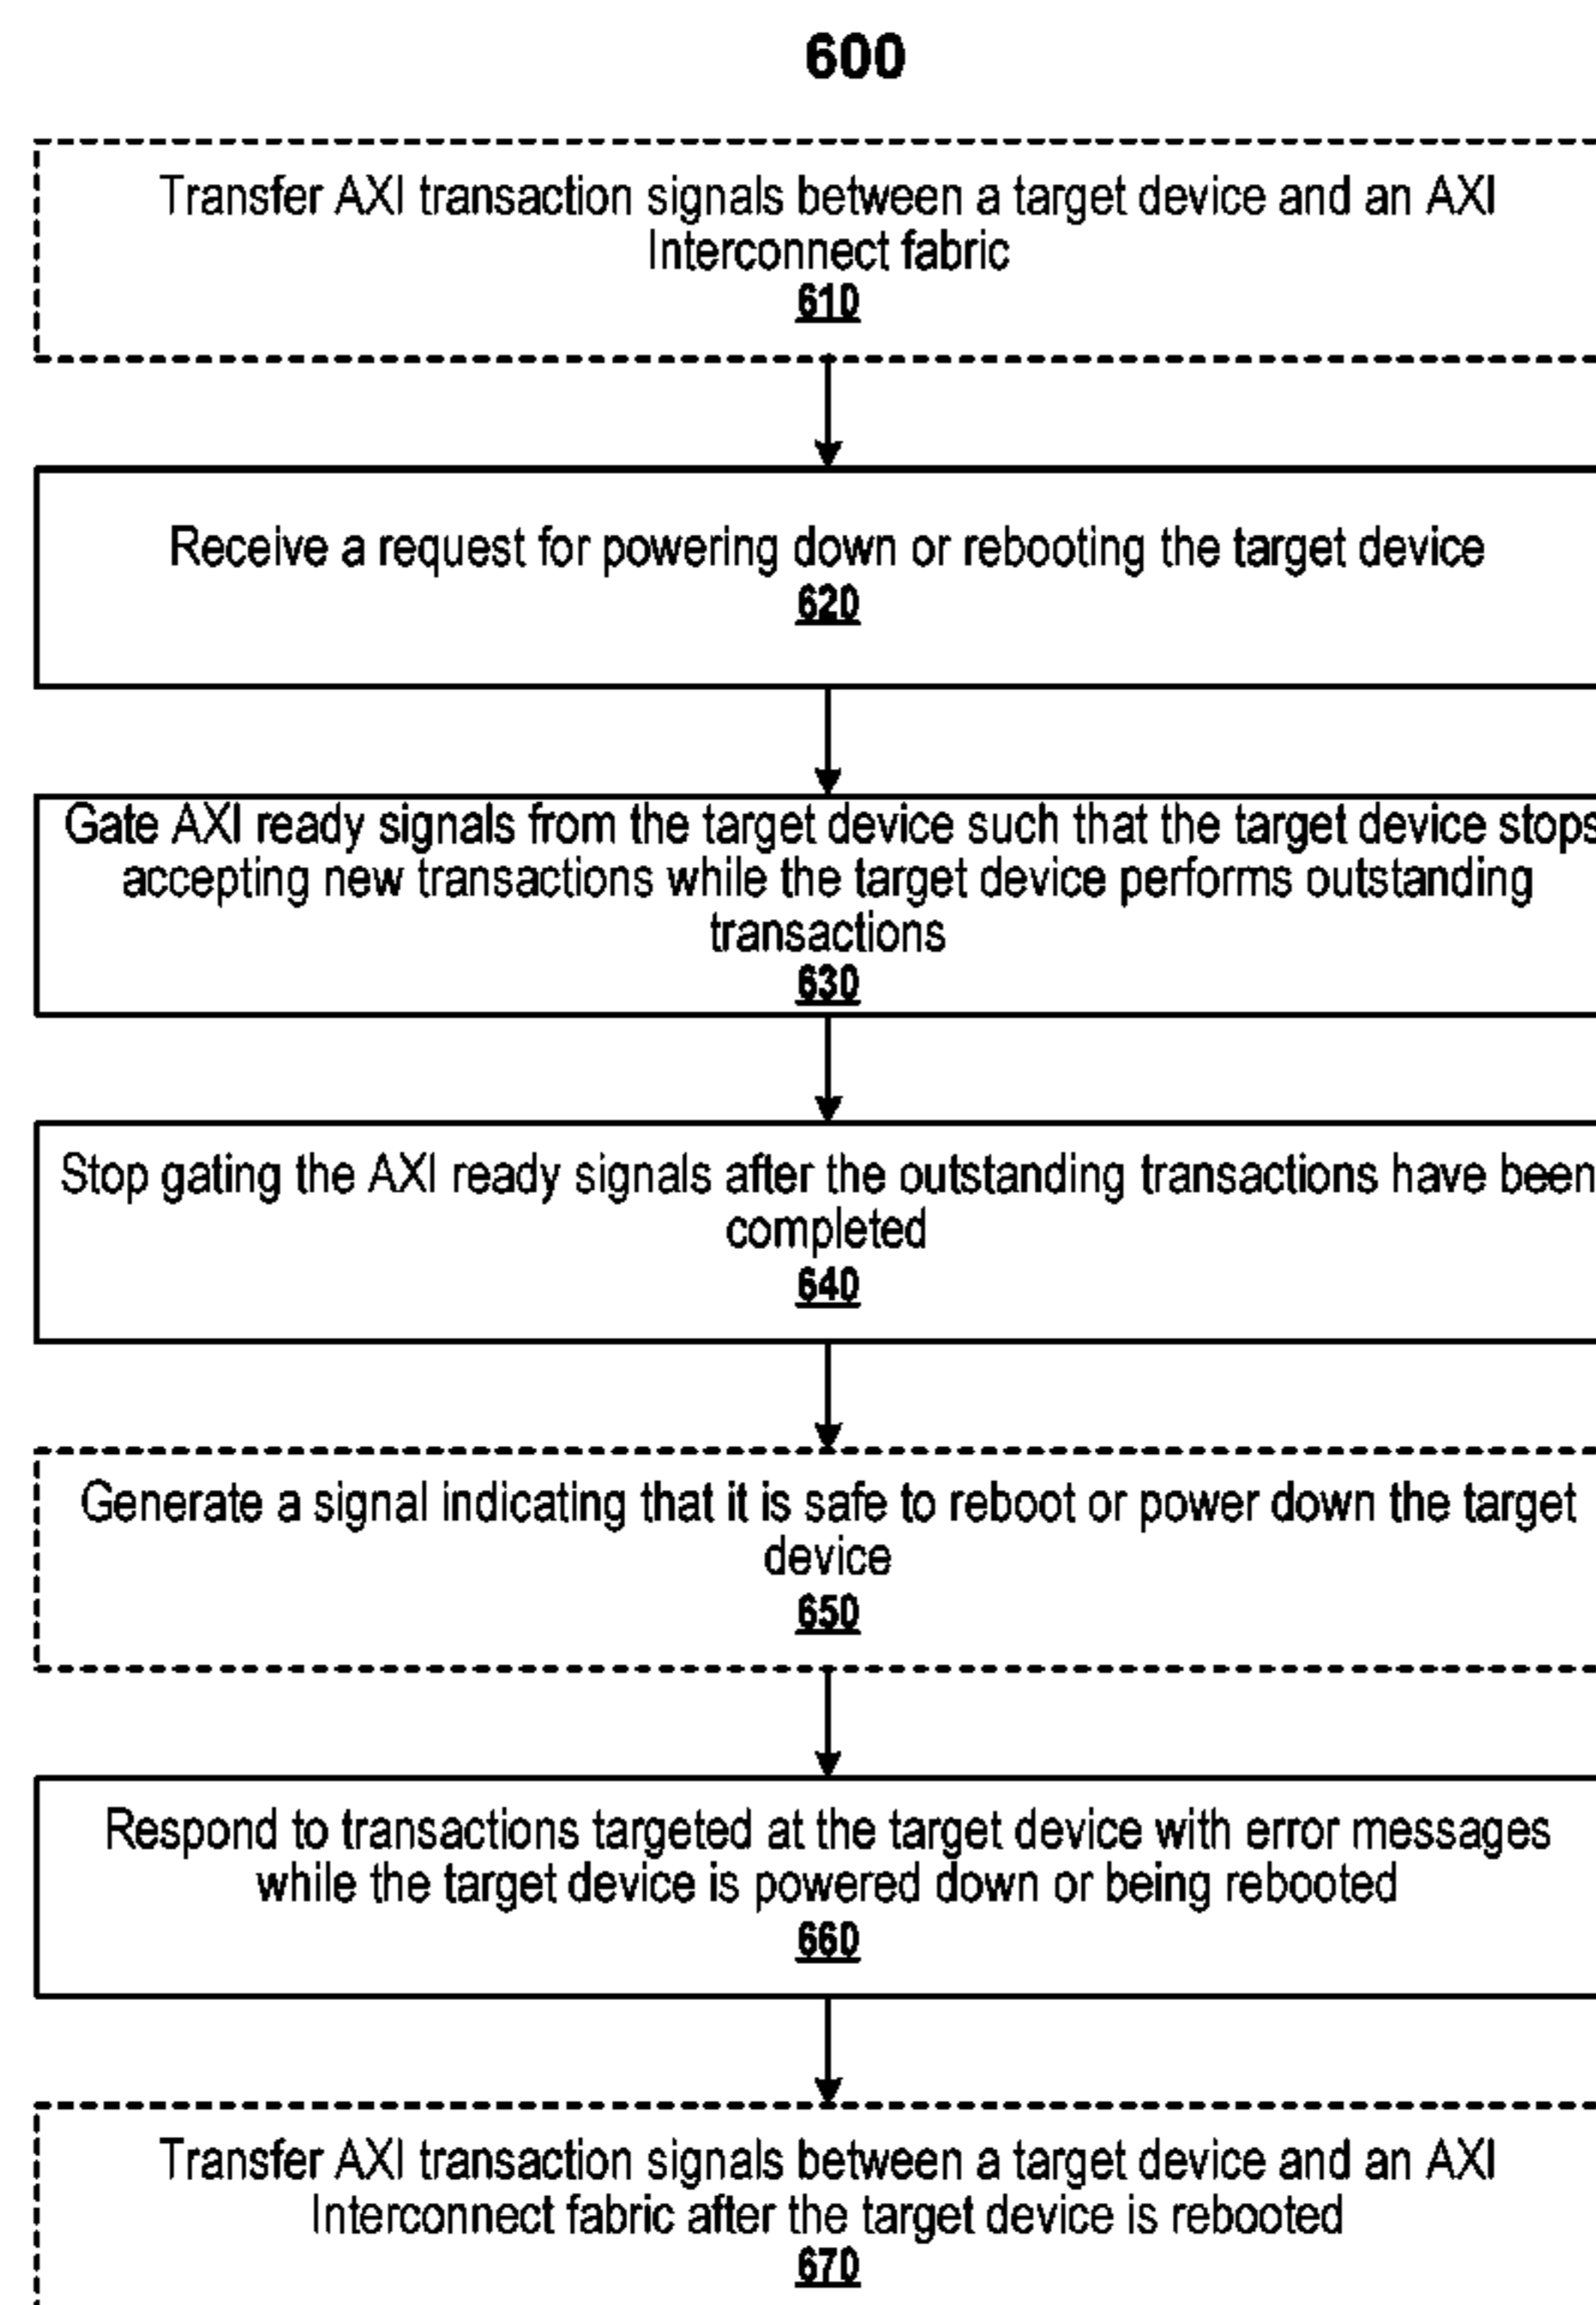 600
Transfer AXI transaction signals between a target device and an AXI
Interconnect fabric
610
Receive a request for powering down or rebooting the target device
620
Gate AXI ready signals from the target device such that the target device stops
accepting new transactions while the target device performs outstanding
transactions
630
Stop gating the AXI ready signals after the outstanding transactions have been
completed
640
Generate a signal indicating that it is safe to reboot or power down the target
device
650
Respond to transactions targeted at the target device with error messages
while the target device is powered down or being rebooted
660
Transfer AXI transaction signals between a target device and an AXI
Interconnect fabric after the target device is rebooted
670